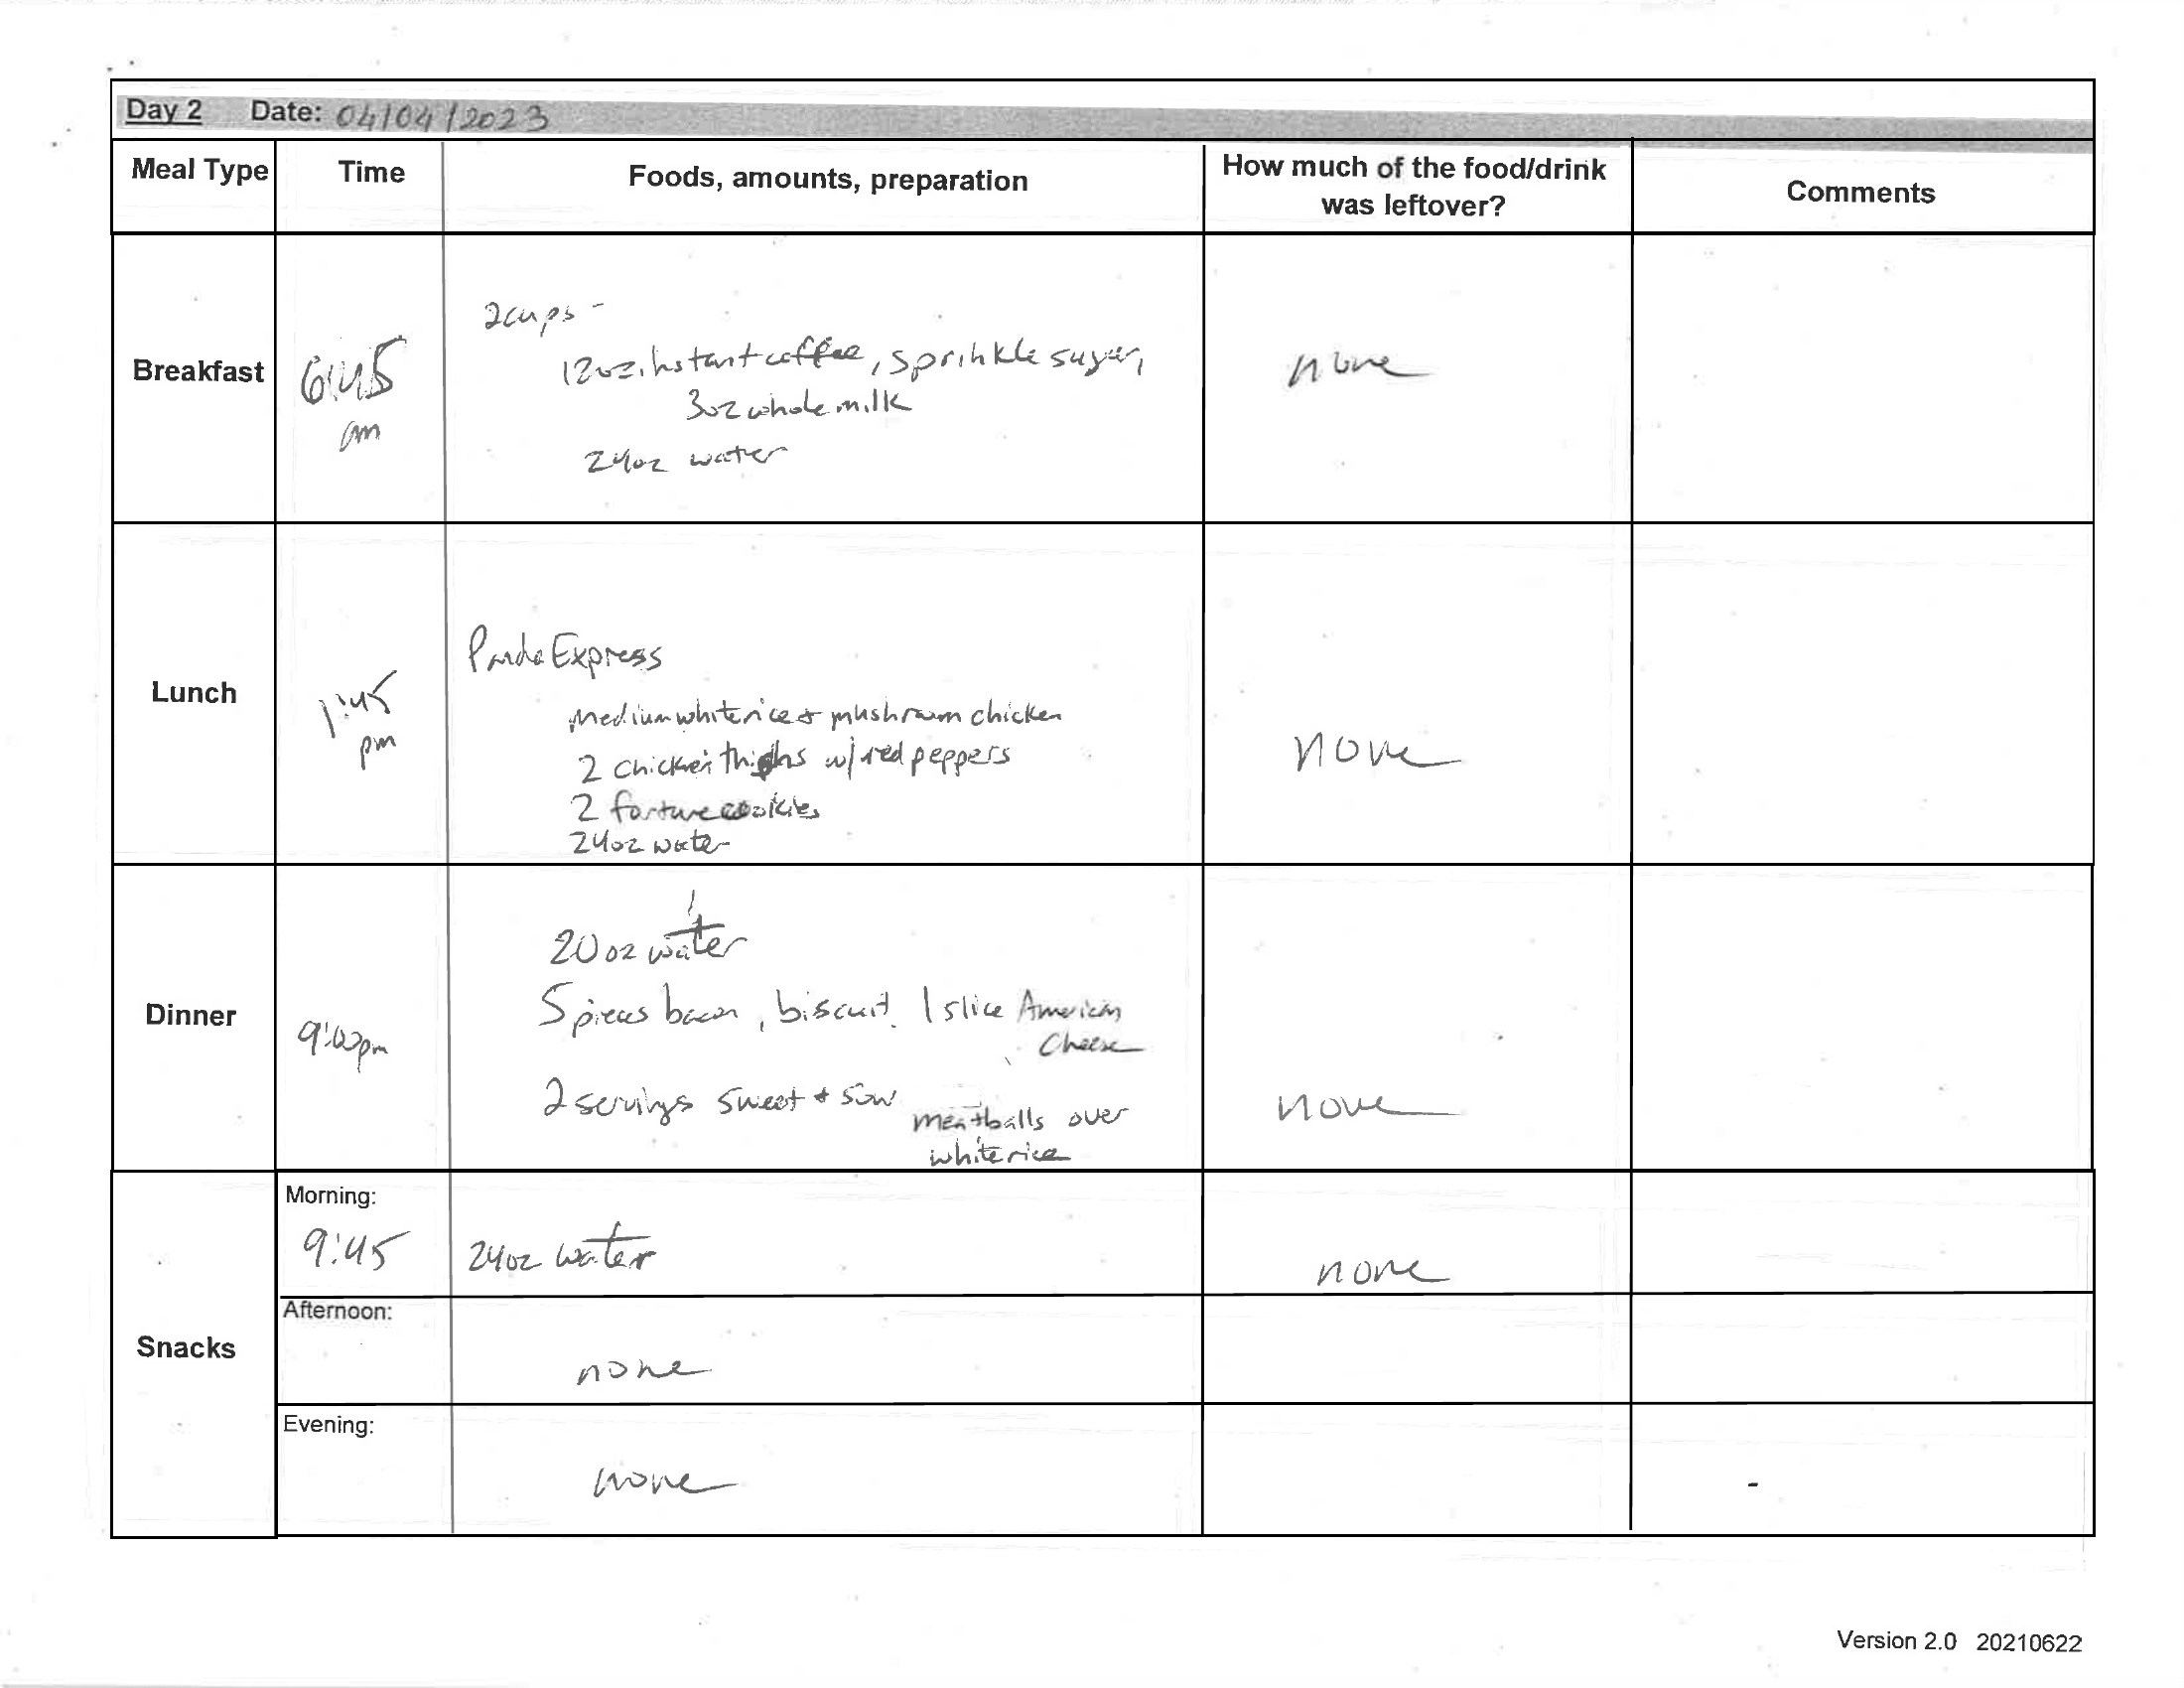 Day 2 Date: 04/04/2023
Meal Type
Time
Foods, amounts, preparation
How much of the food/drink
was leftover?
Comments
Breakfast
6:45
am
2cups -
12oz. instant coffee, sprinkle sugar,
3oz whole milk
24oz water
none
Lunch
1:45
pm
Panda Express
Medium white rice + mushroom chicken
2 chicken thighs w/ red peppers
2 fortune cookies
24oz water
none
Dinner
9:00pm
20oz water
5 pieces bacon, biscuit, 1 slice American
Cheese
2 servings sweet + sour
meatballs over
white rice
none
Snacks
Morning:
9:45
24oz water
none
Afternoon:
none
Evening:
none
Version 2.0 20210622